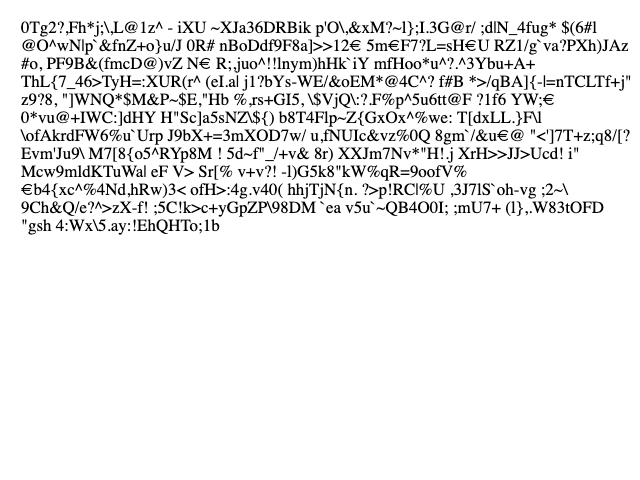 0Tg2?,Fh*j;\,L@1z^ - iXU ~XJa36DRBik p'O\,&xM?~l};I.3G@r/ ;d|N_4fug* $(6#l
@O^wN|p`&fnZ+o}u/J 0R# nBoDdf9F8a]>>12€ 5m€F7?L=sH€U RZ1/g`va?PXh)JAz
#o, PF9B&(fmcD@)vZ N€ R;,juo^!!lnym)hHk`iY mfHoo*u^?.^3Ybu+A+
ThL{7_46>TyH=:XUR(r^ (eI.a| j1?bYs-WE/&oEM*@4C^? f#B *>/qBA]{-l=nTCLTf+j"
z9?8, "]WNQ*$M&P~$E,"Hb %,rs+GI5, \$VjQ\:?.F%p^5u6tt@F ?1f6 YW;€
0*vu@+IWC:]dHY H"Sc]a5sNZ\${) b8T4F|p~Z{GxOx^%we: T[dxLL.}F\l
\ofAkrdFW6%u`Urp J9bX+=3mXOD7w/ u,fNUIc&vz%0Q 8gm`/&u€@ "<']7T+z;q8/[?
Evm'Ju9\ M7[8{o5^RYp8M ! 5d~f"_/+v& 8r) XXJm7Nv*"H!.j XrH>>JJ>Ucd! i"
Mcw9mldKTuWa| eF V> Sr[% v+v?! -l)G5k8"kW%qR=9oofV%
€b4{xc^%4Nd,hRw)3< ofH>:4g.v40( hhjTjN{n. ?>p!RC|%U ,3J7lS`oh-vg ;2~\
9Ch&Q/e?^>zX-f! ;5C!k>c+yGpZP\98DM `ea v5u`~QB4O0I; ;mU7+ (l},.W83tOFD
"gsh 4:Wx\5.ay:!EhQHTo;1b